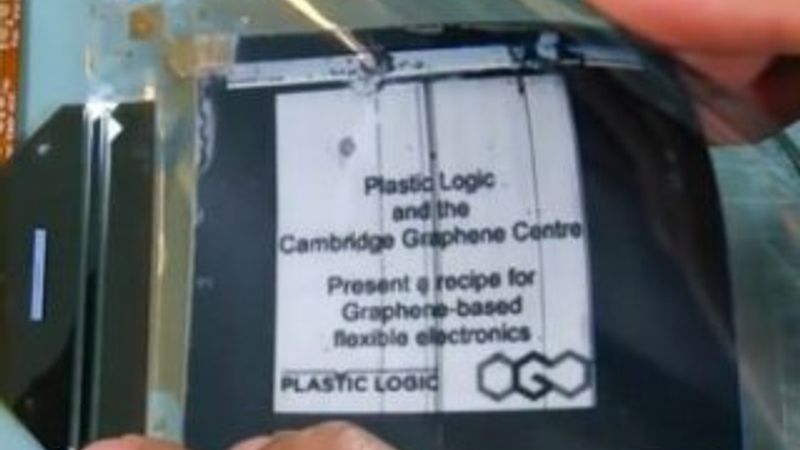 Plastic Logic
and the
Cambridge Graphene Centre
Present a recipe for
Graphene-based
flexible electronics
PLASTIC LOGIC